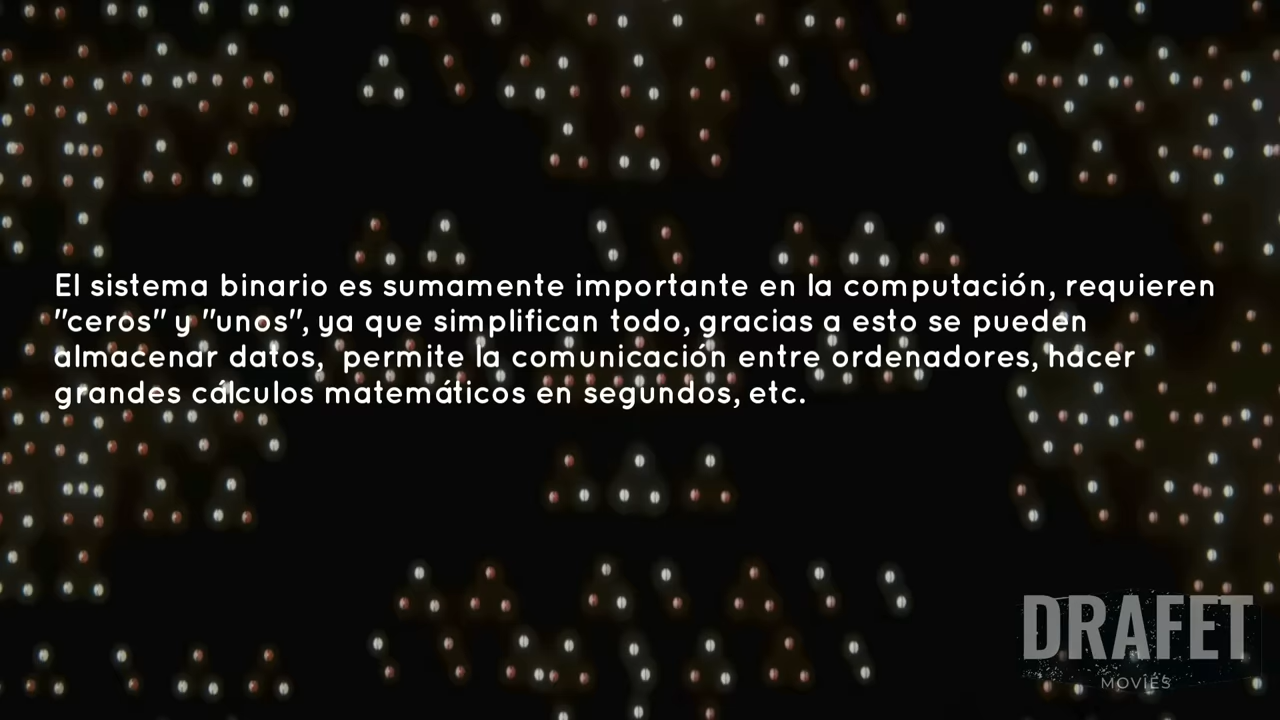 El sistema binario es sumamente importante en la computación, requieren
"ceros" y "unos", ya que simplifican todo, gracias a esto se pueden
almacenar datos,  permite la comunicación entre ordenadores, hacer
grandes cálculos matemáticos en segundos, etc.
DRAFET
MOVIES